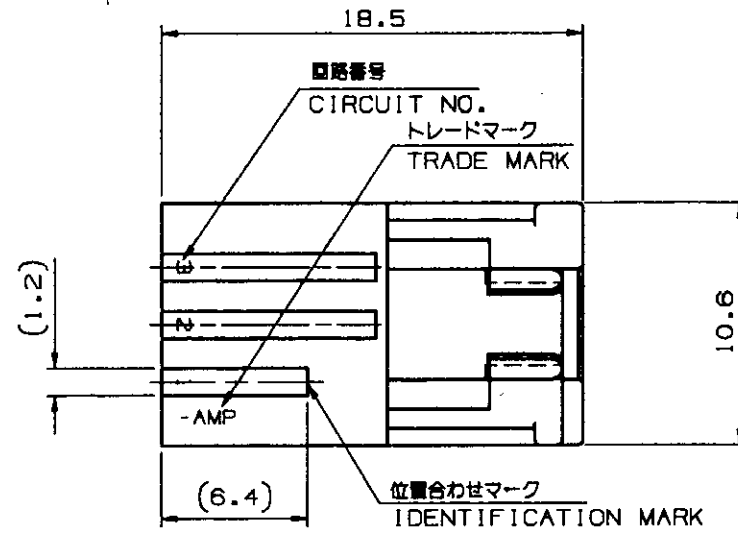 18.5
回路番号
CIRCUIT NO.
トレードマーク
TRADE MARK
3
2
(1.2)
10.6
-AMP
(6.4)
位置合わせマーク
IDENTIFICATION MARK